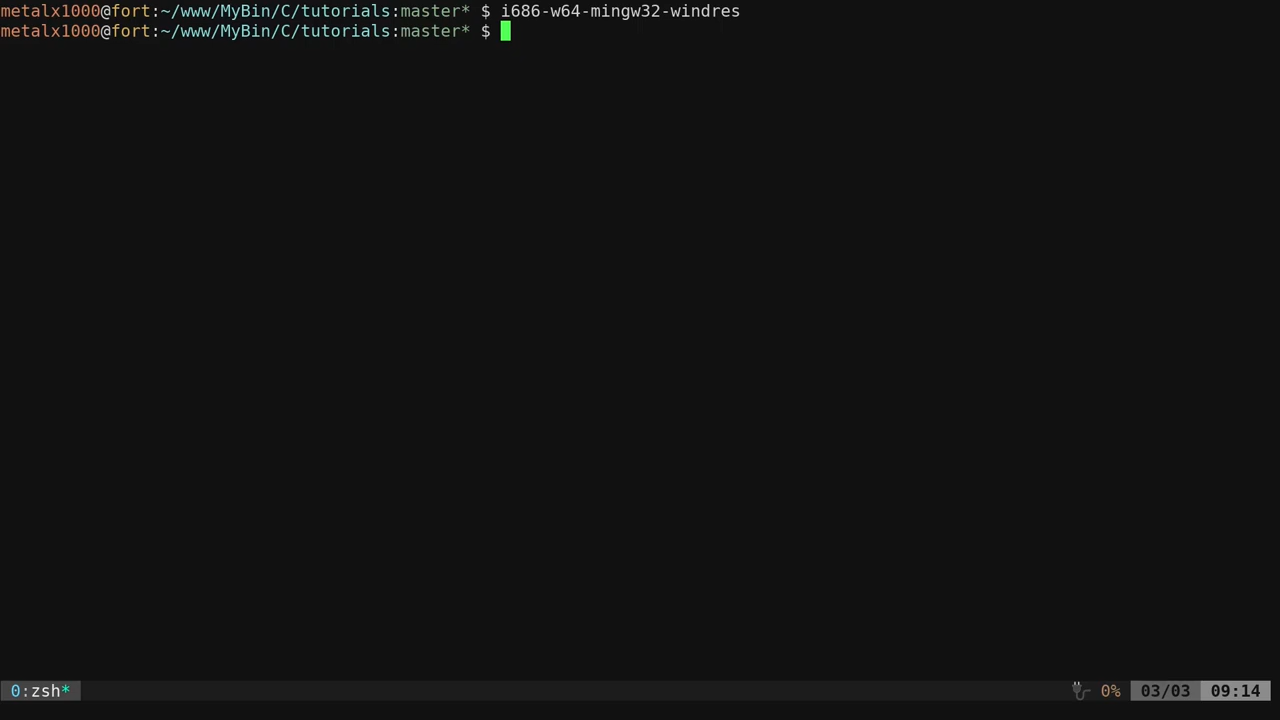 metalx1000@fort:~/www/MyBin/C/tutorials:master* $ i686-w64-mingw32-windres
metalx1000@fort:~/www/MyBin/C/tutorials:master* $
0:zsh* 0% 03/03 09:14